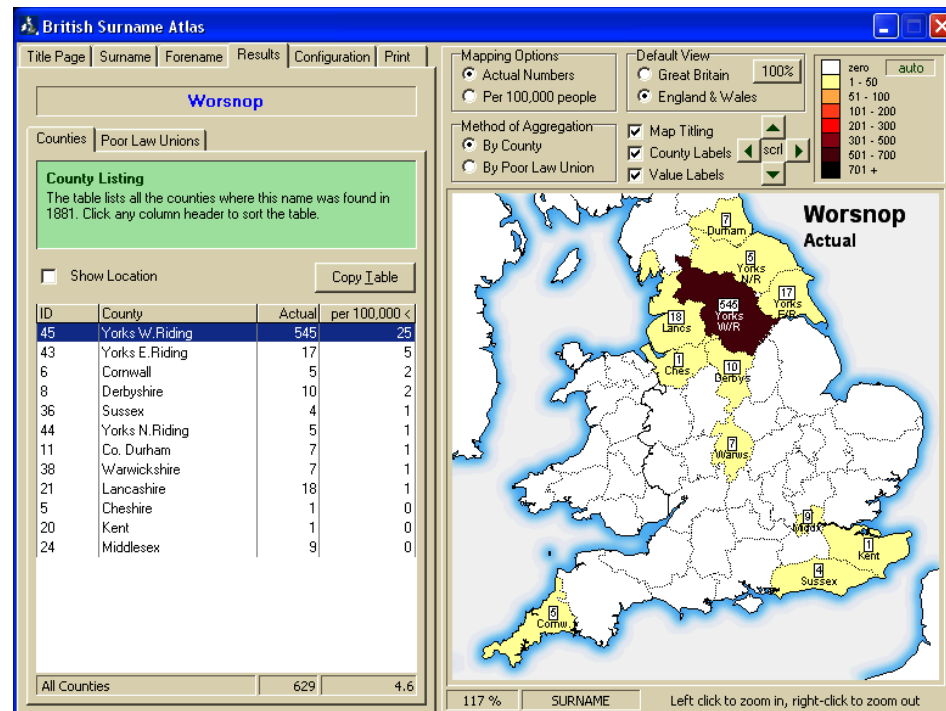 British Surname Atlas
Title Page Surname Forename Results Configuration Print
Worsnop
Counties Poor Law Unions
County Listing
The table lists all the counties where this name was found in
1881. Click any column header to sort the table.
Show Location Copy Table
ID County Actual per 100,000 <
45 Yorks W.Riding 545 25
43 Yorks E.Riding 17 5
6 Cornwall 5 2
8 Derbyshire 10 2
36 Sussex 4 1
44 Yorks N.Riding 5 1
11 Co. Durham 7 1
38 Warwickshire 7 1
21 Lancashire 18 1
5 Cheshire 1 0
20 Kent 1 0
24 Middlesex 9 0
All Counties 629 4.6
Mapping Options
Actual Numbers
Per 100,000 people
Default View
Great Britain 100%
England & Wales
Method of Aggregation
By County
By Poor Law Union
Map Titling
County Labels scrl
Value Labels
zero auto
1 - 50
51 - 100
101 - 200
201 - 300
301 - 500
501 - 700
701 +
Worsnop
Actual
7
Durham
5
Yorks
N/R
17
Yorks
E/R
545
Yorks
W/R
18
Lancs
1
Ches
10
Derbys
7
Warws
9
Middx
1
Kent
4
Sussex
5
Cornw
117 % SURNAME Left click to zoom in, right-click to zoom out